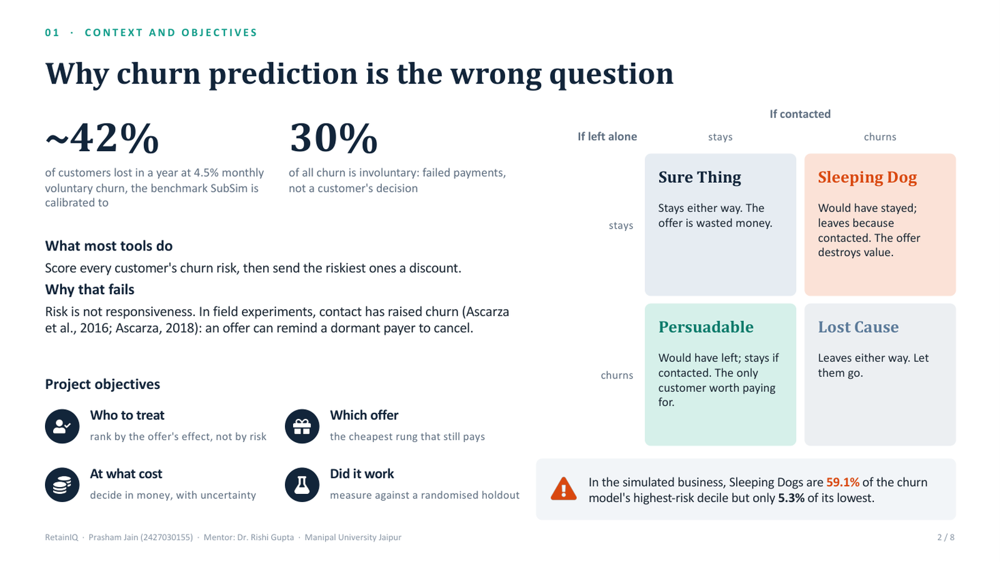 01 · CONTEXT AND OBJECTIVES
Why churn prediction is the wrong question
~42%
of customers lost in a year at 4.5% monthly
voluntary churn, the benchmark SubSim is
calibrated to
30%
of all churn is involuntary: failed payments,
not a customer's decision
What most tools do
Score every customer's churn risk, then send the riskiest ones a discount.
Why that fails
Risk is not responsiveness. In field experiments, contact has raised churn (Ascarza
et al., 2016; Ascarza, 2018): an offer can remind a dormant payer to cancel.
Project objectives
Who to treat
rank by the offer's effect, not by risk
Which offer
the cheapest rung that still pays
At what cost
decide in money, with uncertainty
Did it work
measure against a randomised holdout
If contacted
If left alone
stays
churns
stays
Sure Thing
Stays either way. The
offer is wasted money.
Sleeping Dog
Would have stayed;
leaves because
contacted. The offer
destroys value.
churns
Persuadable
Would have left; stays if
contacted. The only
customer worth paying
for.
Lost Cause
Leaves either way. Let
them go.
In the simulated business, Sleeping Dogs are 59.1% of the churn
model's highest-risk decile but only 5.3% of its lowest.
RetainIQ · Prasham Jain (2427030155) · Mentor: Dr. Rishi Gupta · Manipal University Jaipur
2 / 8